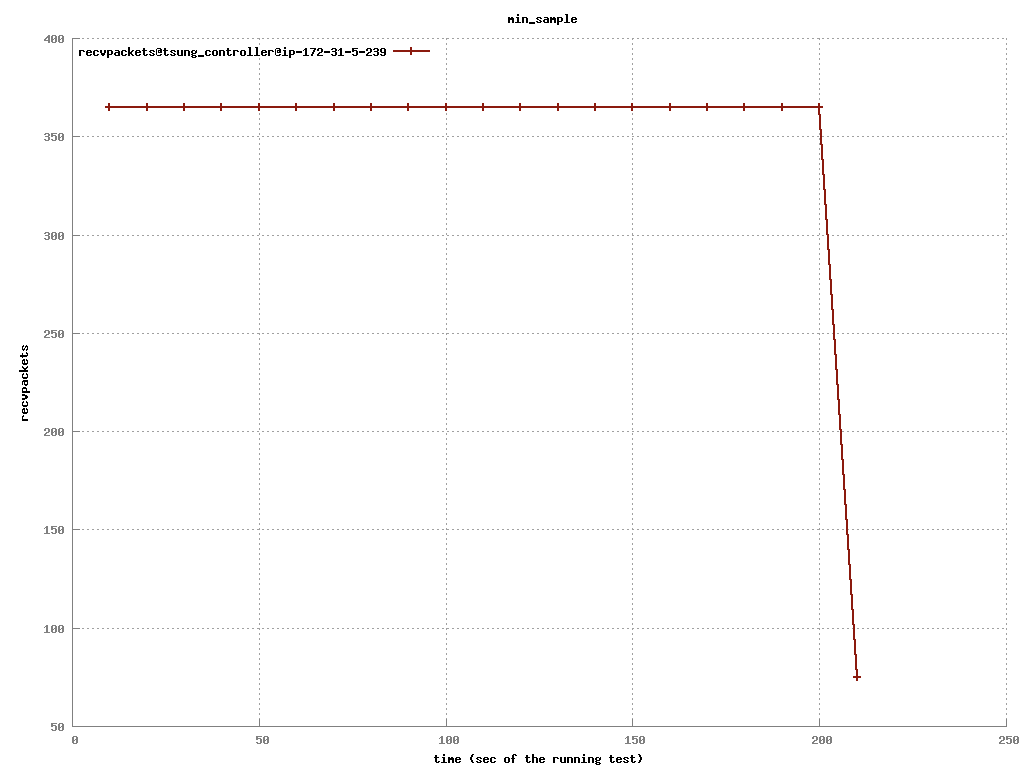 min_sample
400
recvpackets@tsung_controller@ip-172-31-5-239
350
300
250
recvpackets
200
150
100
50
0 50 100 150 200 250
time (sec of the running test)